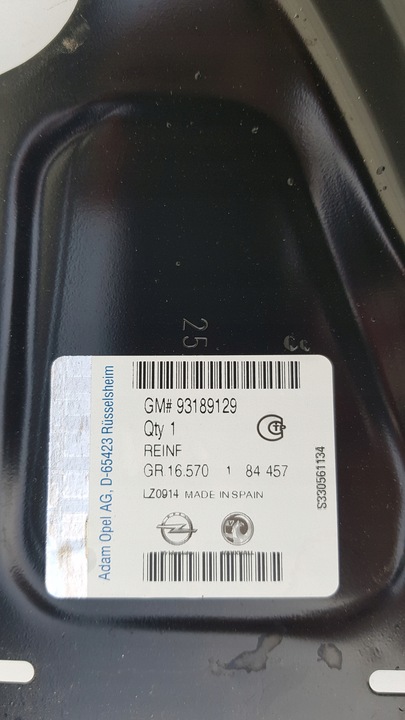 25
GM# 93189129
Qty 1
REINF
GR 16.570 1 84 457
LZ0914 MADE IN SPAIN
Adam Opel AG, D-65423 Rüsselsheim
S330561134